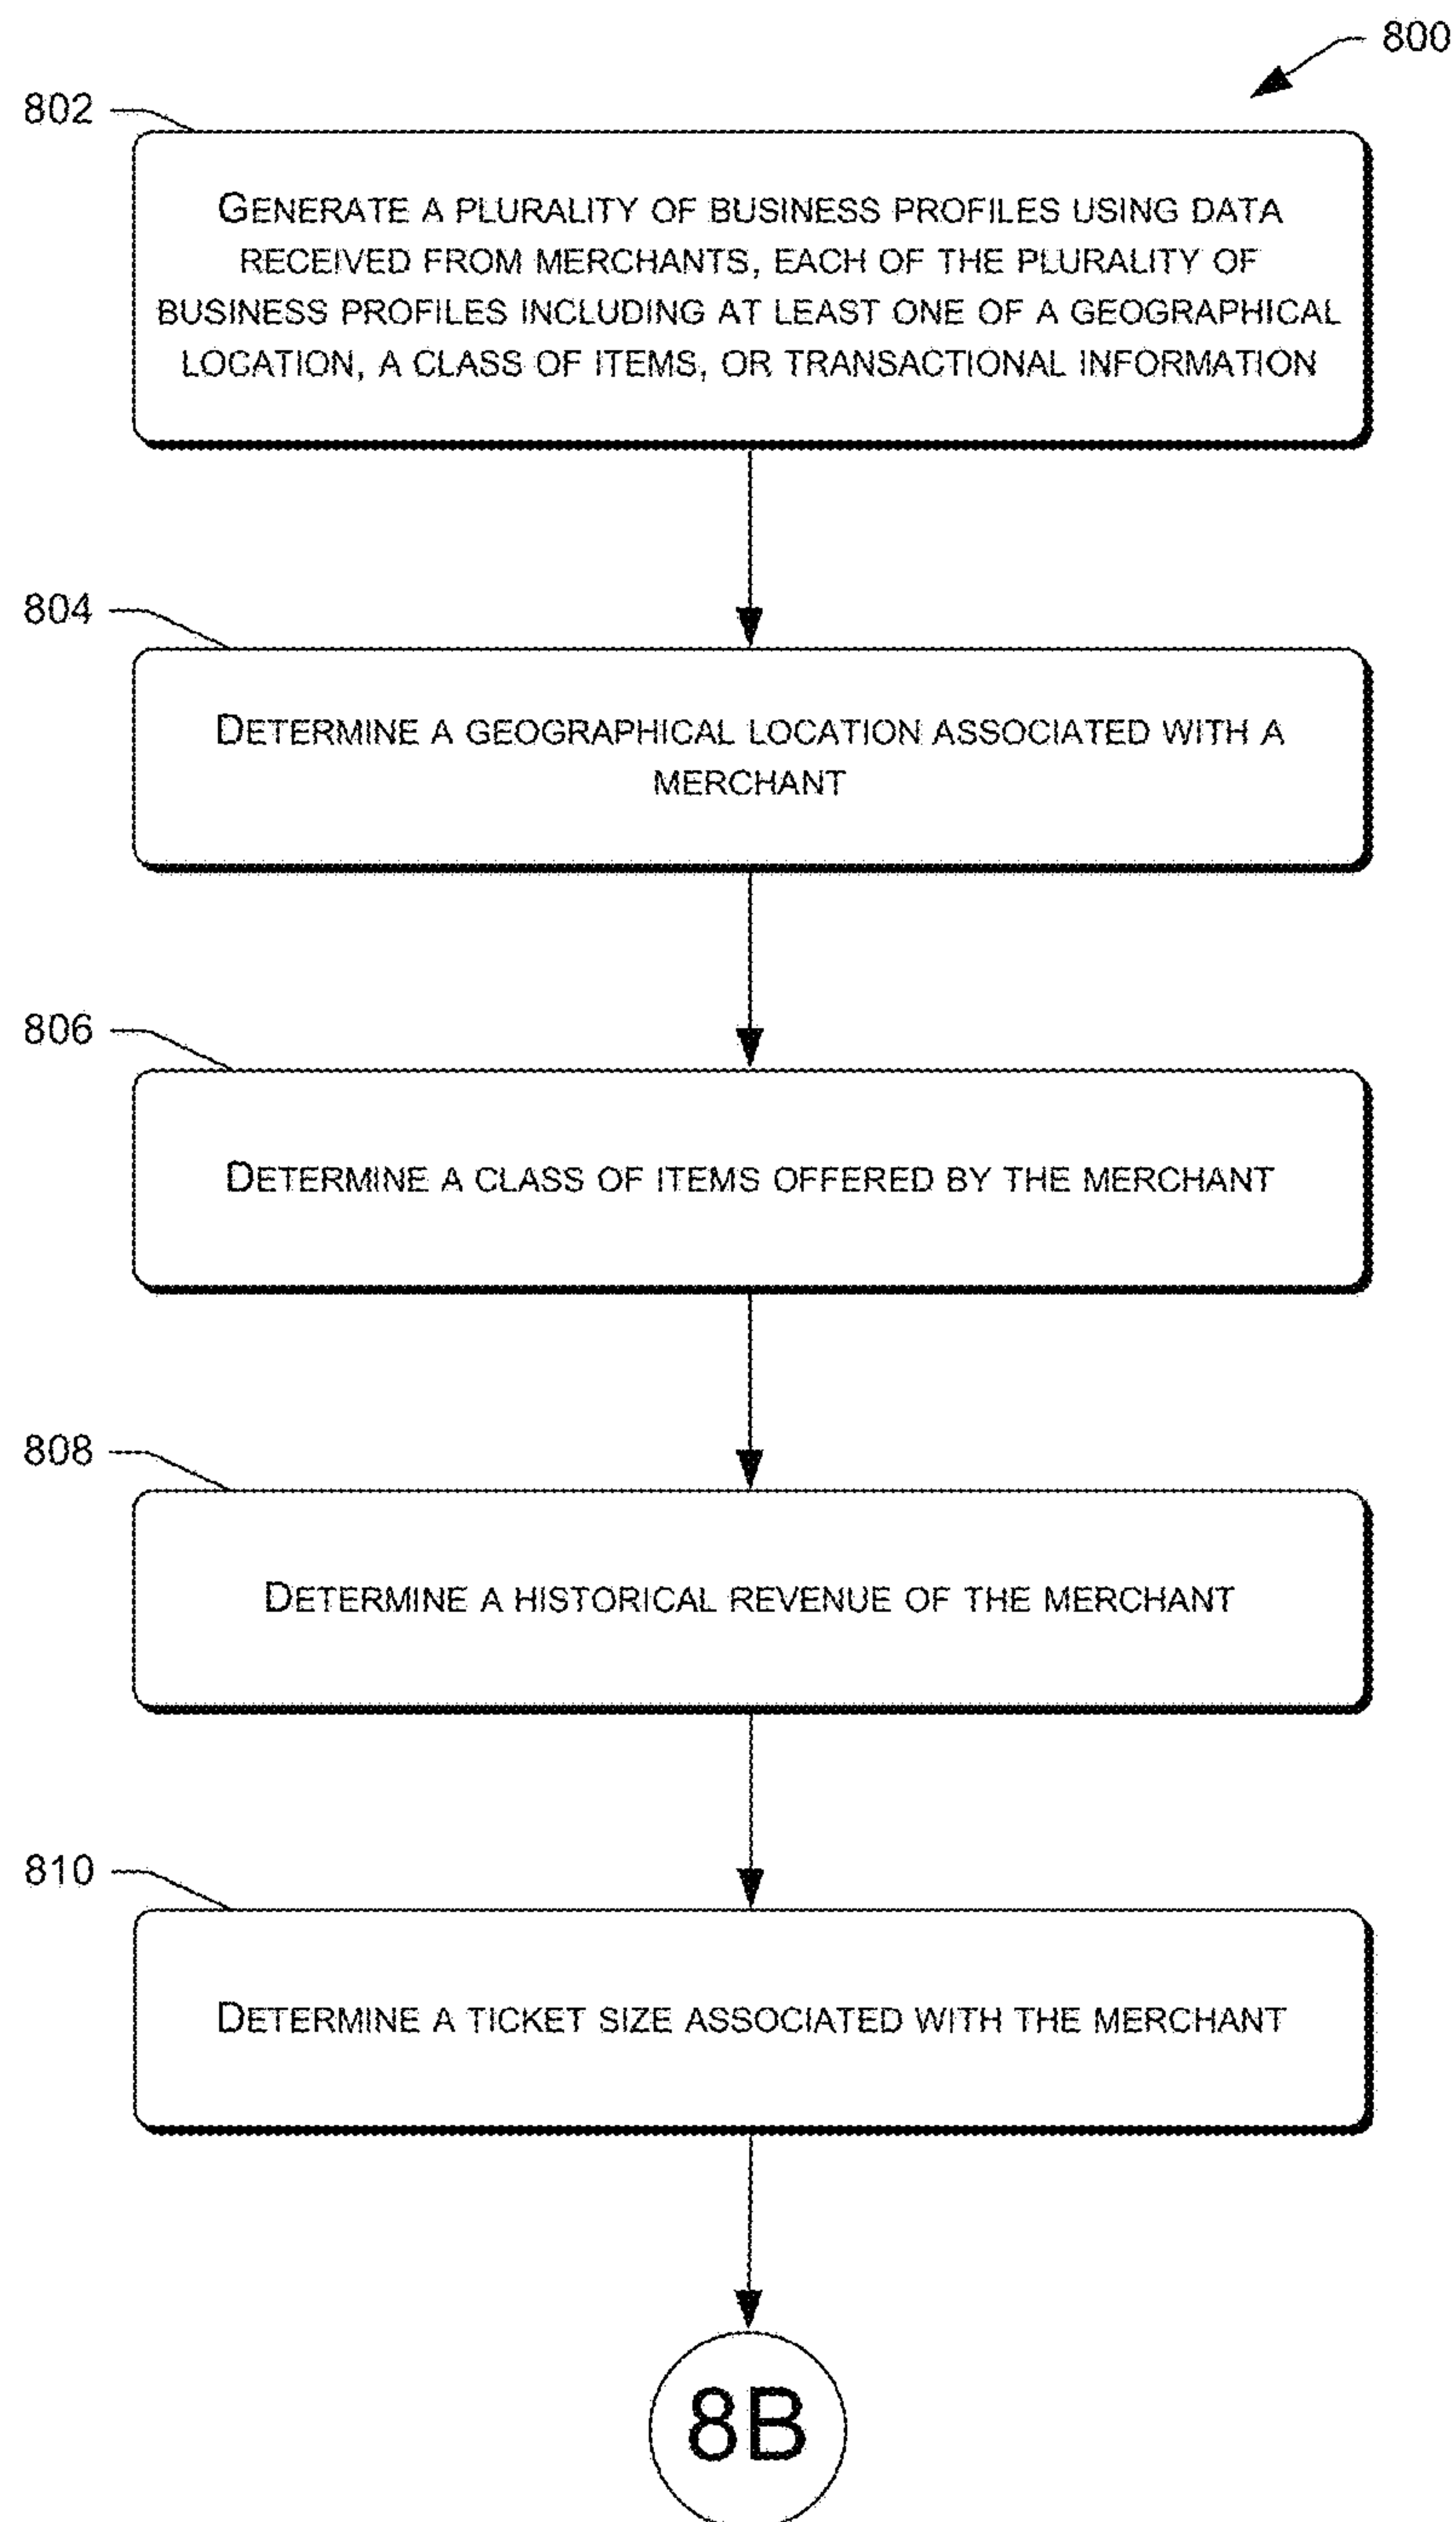 800
802
GENERATE A PLURALITY OF BUSINESS PROFILES USING DATA
RECEIVED FROM MERCHANTS, EACH OF THE PLURALITY OF
BUSINESS PROFILES INCLUDING AT LEAST ONE OF A GEOGRAPHICAL
LOCATION, A CLASS OF ITEMS, OR TRANSACTIONAL INFORMATION
804
DETERMINE A GEOGRAPHICAL LOCATION ASSOCIATED WITH A
MERCHANT
806
DETERMINE A CLASS OF ITEMS OFFERED BY THE MERCHANT
808
DETERMINE A HISTORICAL REVENUE OF THE MERCHANT
810
DETERMINE A TICKET SIZE ASSOCIATED WITH THE MERCHANT
8B